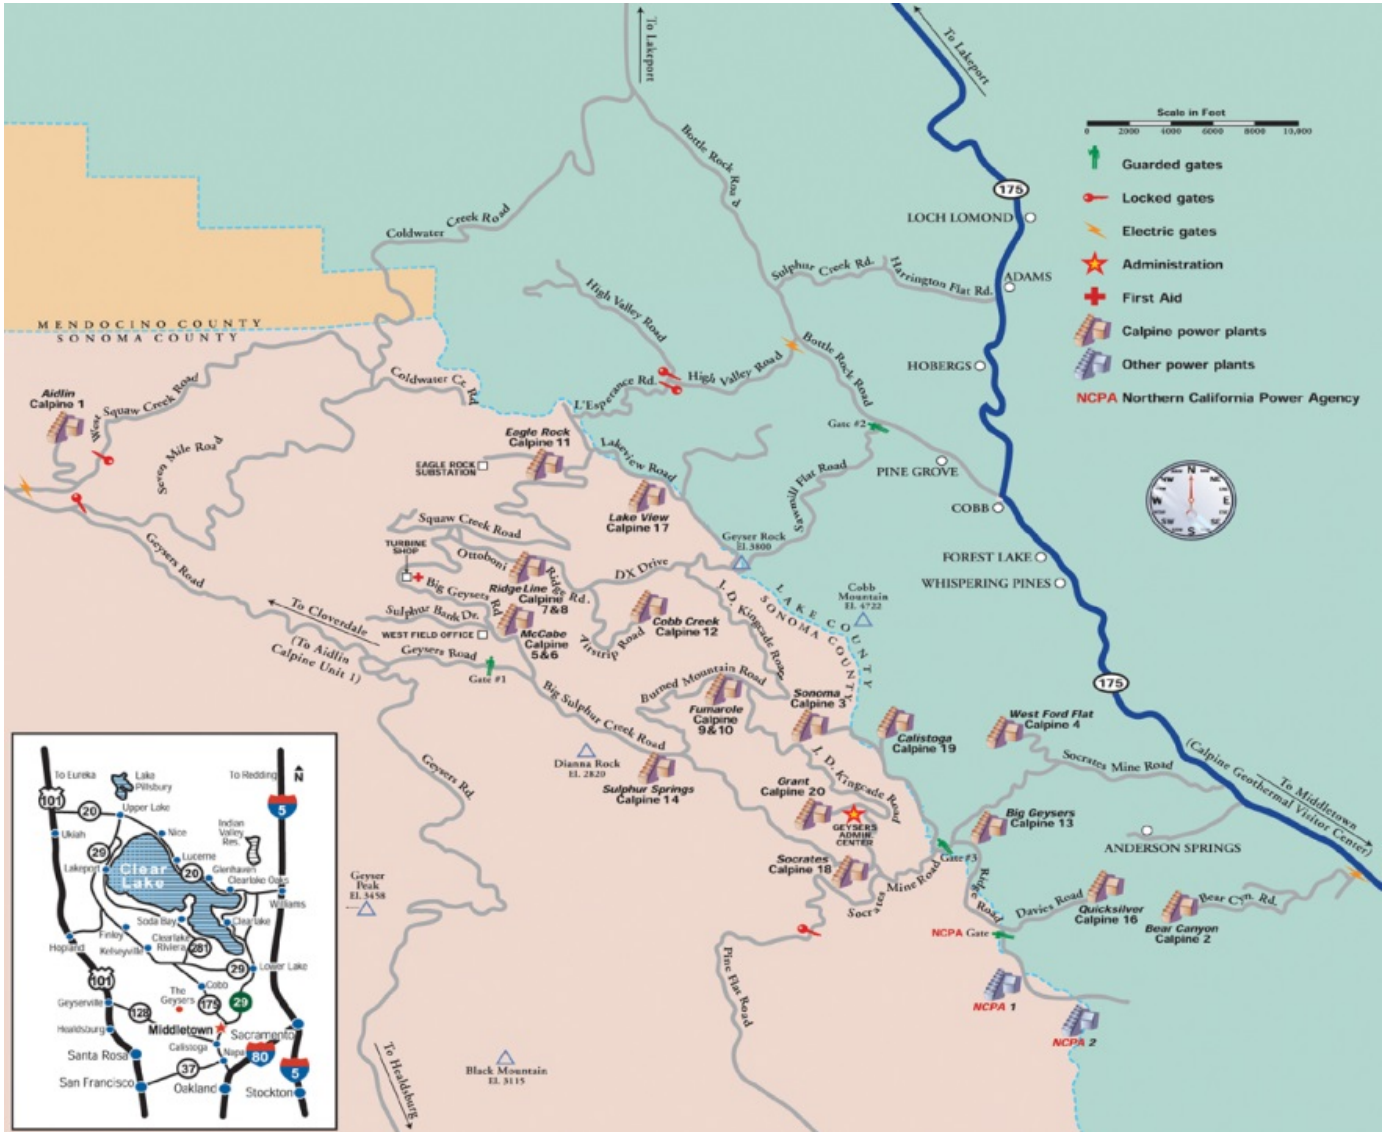 To Lakeport
To Lakeport
Scale in Feet
0 2000 4000 6000 8000 10,000
Guarded gates
Locked gates
Electric gates
Administration
First Aid
Calpine power plants
Other power plants
NCPA Northern California Power Agency
175
LOCH LOMOND
ADAMS
HOBERGS
PINE GROVE
COBB
FOREST LAKE
WHISPERING PINES
175
Bottle Rock Road
Coldwater Creek Road
Sulphur Creek Rd.
Harrington Flat Rd.
High Valley Road
High Valley Road
Bottle Rock Road
L'Esperance Rd.
Gate #2
Sawmill Flat Road
Lakeview Road
MENDOCINO COUNTY
SONOMA COUNTY
Coldwater Cr. Rd
Aidlin
Calpine 1
West Squaw Creek Road
Seven Mile Road
Eagle Rock
Calpine 11
EAGLE ROCK
SUBSTATION
Lake View
Calpine 17
Geyser Rock
El. 3800
Cobb
Mountain
EL 4722
LAKE COUNTY
SONOMA COUNTY
Squaw Creek Road
TURBINE
SHOP
Ottoboni Ridge Rd.
RidgeLine
Calpine
7&8
DX Drive
Big Geysers Rd
Sulphur Bank Dr.
WEST FIELD OFFICE
McCabe
Calpine
5&6
Cobb Creek
Calpine 12
Airstrip Road
J. D. Kingcade Road
Geysers Road
To Cloverdale
(To Aidlin
Calpine Unit 1)
Geysers Road
Gate #1
Big Sulphur Creek Road
Burned Mountain Road
Fumarole
Calpine
9&10
Sonoma
Calpine 3
Calistoga
Calpine 19
West Ford Flat
Calpine 4
Socrates Mine Road
(Calpine Geothermal Visitor Center)
To Middletown
Dianna Rock
EL 2820
Sulphur Springs
Calpine 14
J. D. Kingcade Road
Grant
Calpine 20
GEYSERS
ADMIN.
CENTER
Big Geysers
Calpine 13
ANDERSON SPRINGS
Gate #3
Socrates
Calpine 18
Socrates Mine Road
Ridge Road
Davies Road
Quicksilver
Calpine 16
Bear Canyon
Calpine 2
Bear Cyn. Rd.
NCPA Gate
NCPA 1
NCPA 2
Pine Flat Road
Geysers Rd.
Geyser
Peak
EL 3458
Black Mountain
EL 3115
To Healdsburg
N
NE
E
SE
S
SW
W
NW
To Eureka
Lake
Pillsbury
To Redding
N
101
20
Upper Lake
5
Ukiah
Nice
Indian
Valley
Res.
29
Lucerne
Lakeport
20
Glenhaven
Clear
Lake
Clearlake Oaks
Williams
Soda Bay
Clearlake
Finley
Clearlake
Riviera
281
Hopland
Kelseyville
29
Lower Lake
101
The
Geysers
Cobb
175
29
Geyserville
128
Middletown
Healdsburg
Sacramento
Calistoga
Santa Rosa
Napa
80
37
5
San Francisco
Oakland
Stockton